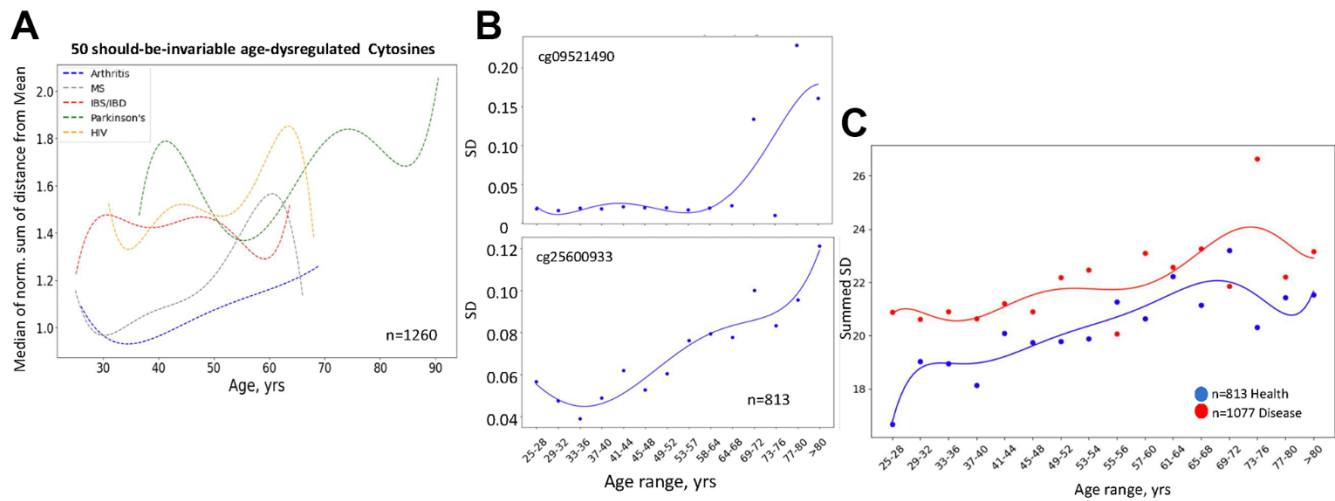 A
50 should-be-invariable age-dysregulated Cytosines
Median of norm. sum of distance from Mean
2.0
1.8
1.6
1.4
1.2
1.0
Arthritis
MS
IBS/IBD
Parkinson's
HIV
n=1260
30 40 50 60 70 80 90
Age, yrs
B
cg09521490
SD
0.20
0.15
0.10
0.05
0
cg25600933
SD
0.12
0.10
0.08
0.06
0.04
n=813
25-28 29-32 33-36 37-40 41-44 45-48 49-52 53-57 58-64 64-68 69-72 73-76 77-80 >80
Age range, yrs
C
Summed SD
26
24
22
20
18
n=813 Health
n=1077 Disease
25-28 29-32 33-36 37-40 41-44 45-48 49-52 53-54 55-56 57-60 61-64 65-68 69-72 73-76 77-80 >80
Age range, yrs